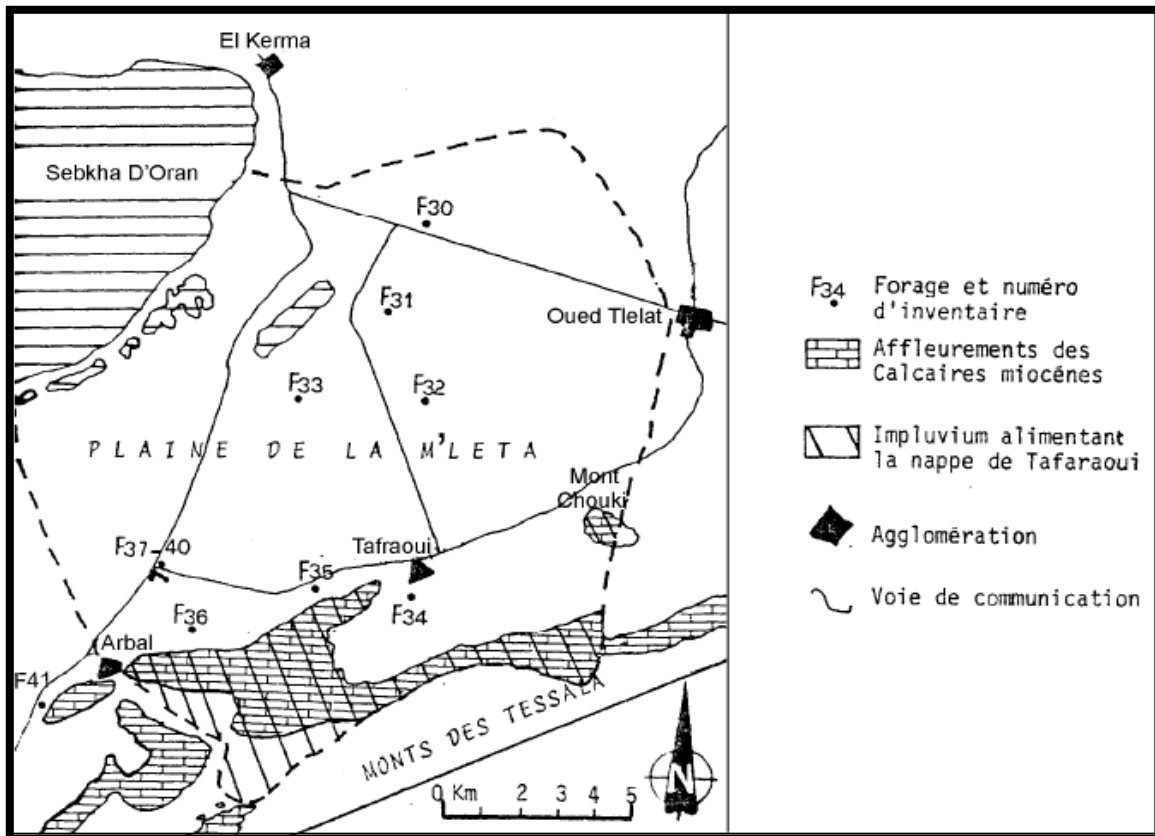 El Kerma
Sebkha D'Oran
F30
F31
Oued Tlelat
F33
F32
PLAINE DE LA M'LETA
Mont
Chouki
F37-40
Tafraoui
F35
F34
F36
Arbal
F41
MONTS DES TESSALA
0 Km 2 3 4 5
N
F34 Forage et numéro
d'inventaire
Affleurements des
Calcaires miocénes
Impluvium alimentant
la nappe de Tafaraoui
Agglomération
Voie de communication